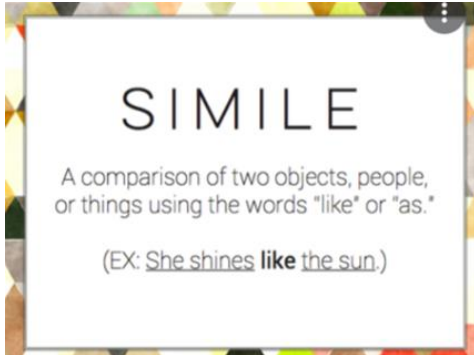 SIMILE
A comparison of two objects, people,
or things using the words "like" or "as."
(EX: She shines like the sun.)